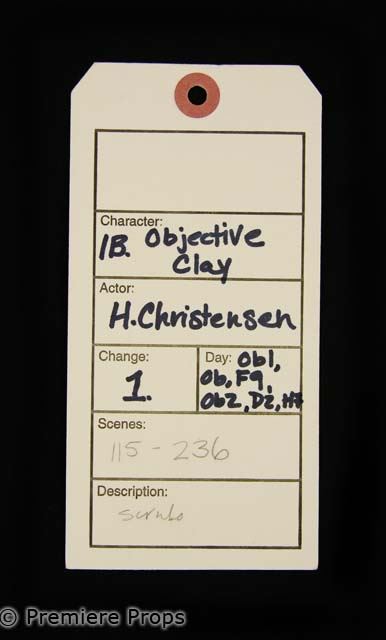 Character:
1B. Objective
Clay
Actor:
H. Christensen
Change:
1.
Day: Ob1,
Ob, F9,
Ob2, D2, H7
Scenes:
115 - 236
Description:
scrubs
© Premiere Props